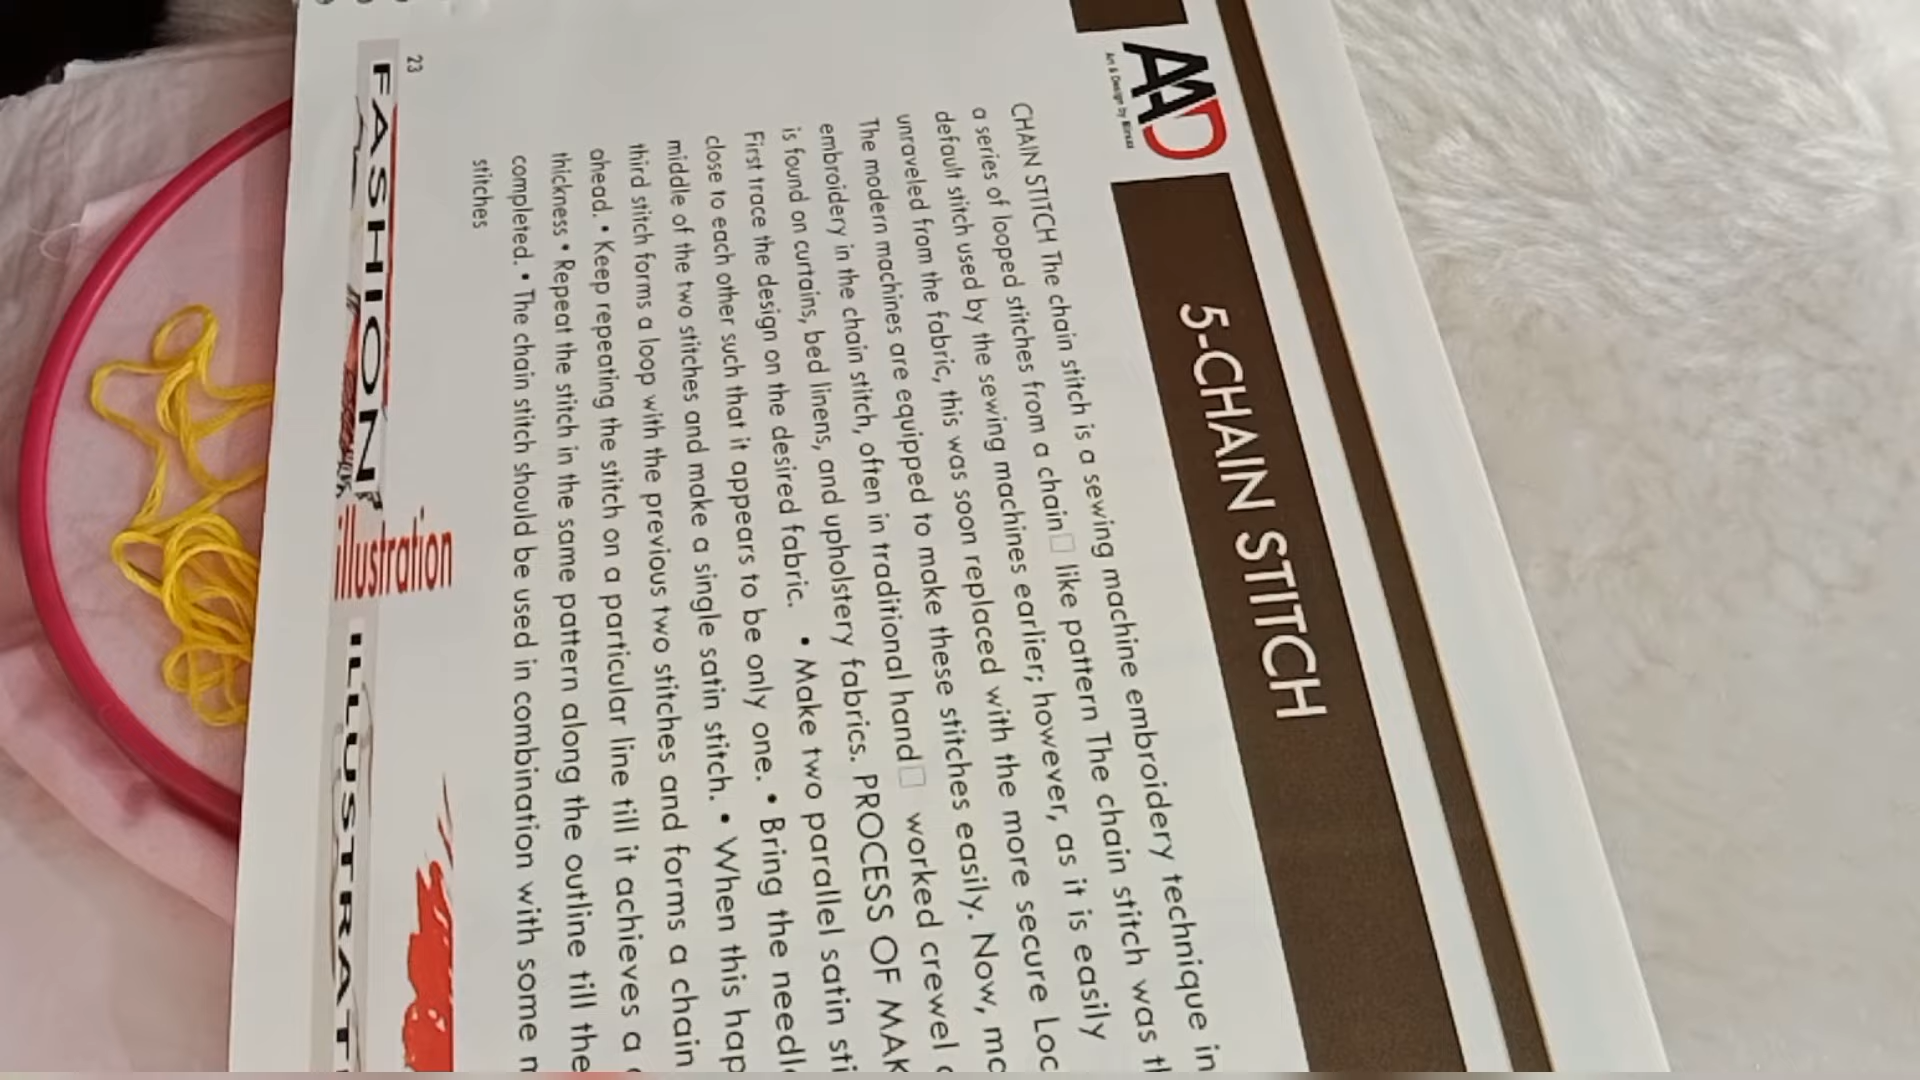 AAD
Art & Design by Binuas
5-CHAIN STITCH
CHAIN STITCH The chain stitch is a sewing machine embroidery technique in
a series of looped stitches from a chain□ like pattern The chain stitch was
default stitch used by the sewing machines earlier; however, as it is easily
unraveled from the fabric, this was soon replaced with the more secure
The modern machines are equipped to make these stitches easily. Now,
embroidery in the chain stitch, often in traditional hand□ worked crewel
is found on curtains, bed linens, and upholstery fabrics. PROCESS OF
First trace the design on the desired fabric. • Make two parallel satin
close to each other such that it appears to be only one. • Bring the
middle of the two stitches and make a single satin stitch. • When this
third stitch forms a loop with the previous two stitches and forms a chain
ahead. • Keep repeating the stitch on a particular line till it achieves a
thickness • Repeat the stitch in the same pattern along the outline till the
completed. • The chain stitch should be used in combination with some
stitches
23
FASHION
illustration